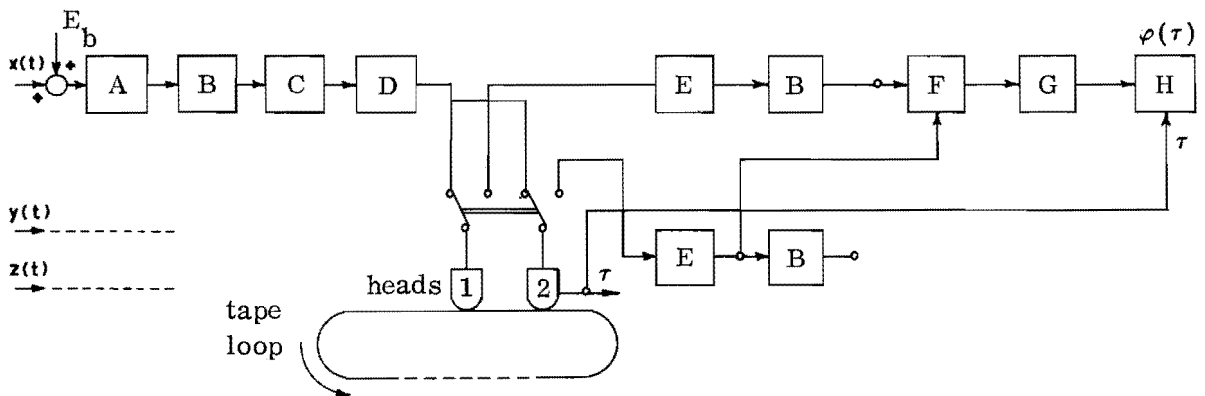 E_b
φ(τ)
x(t) + + A B C D E B F G H
τ
y(t)
z(t)
E B
heads 1 2 τ
tape
loop